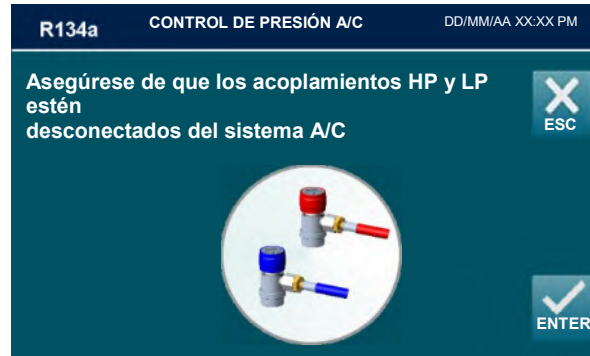 R134a CONTROL DE PRESIÓN A/C DD/MM/AA XX:XX PM
Asegúrese de que los acoplamientos HP y LP
estén
desconectados del sistema A/C
ESC
ENTER